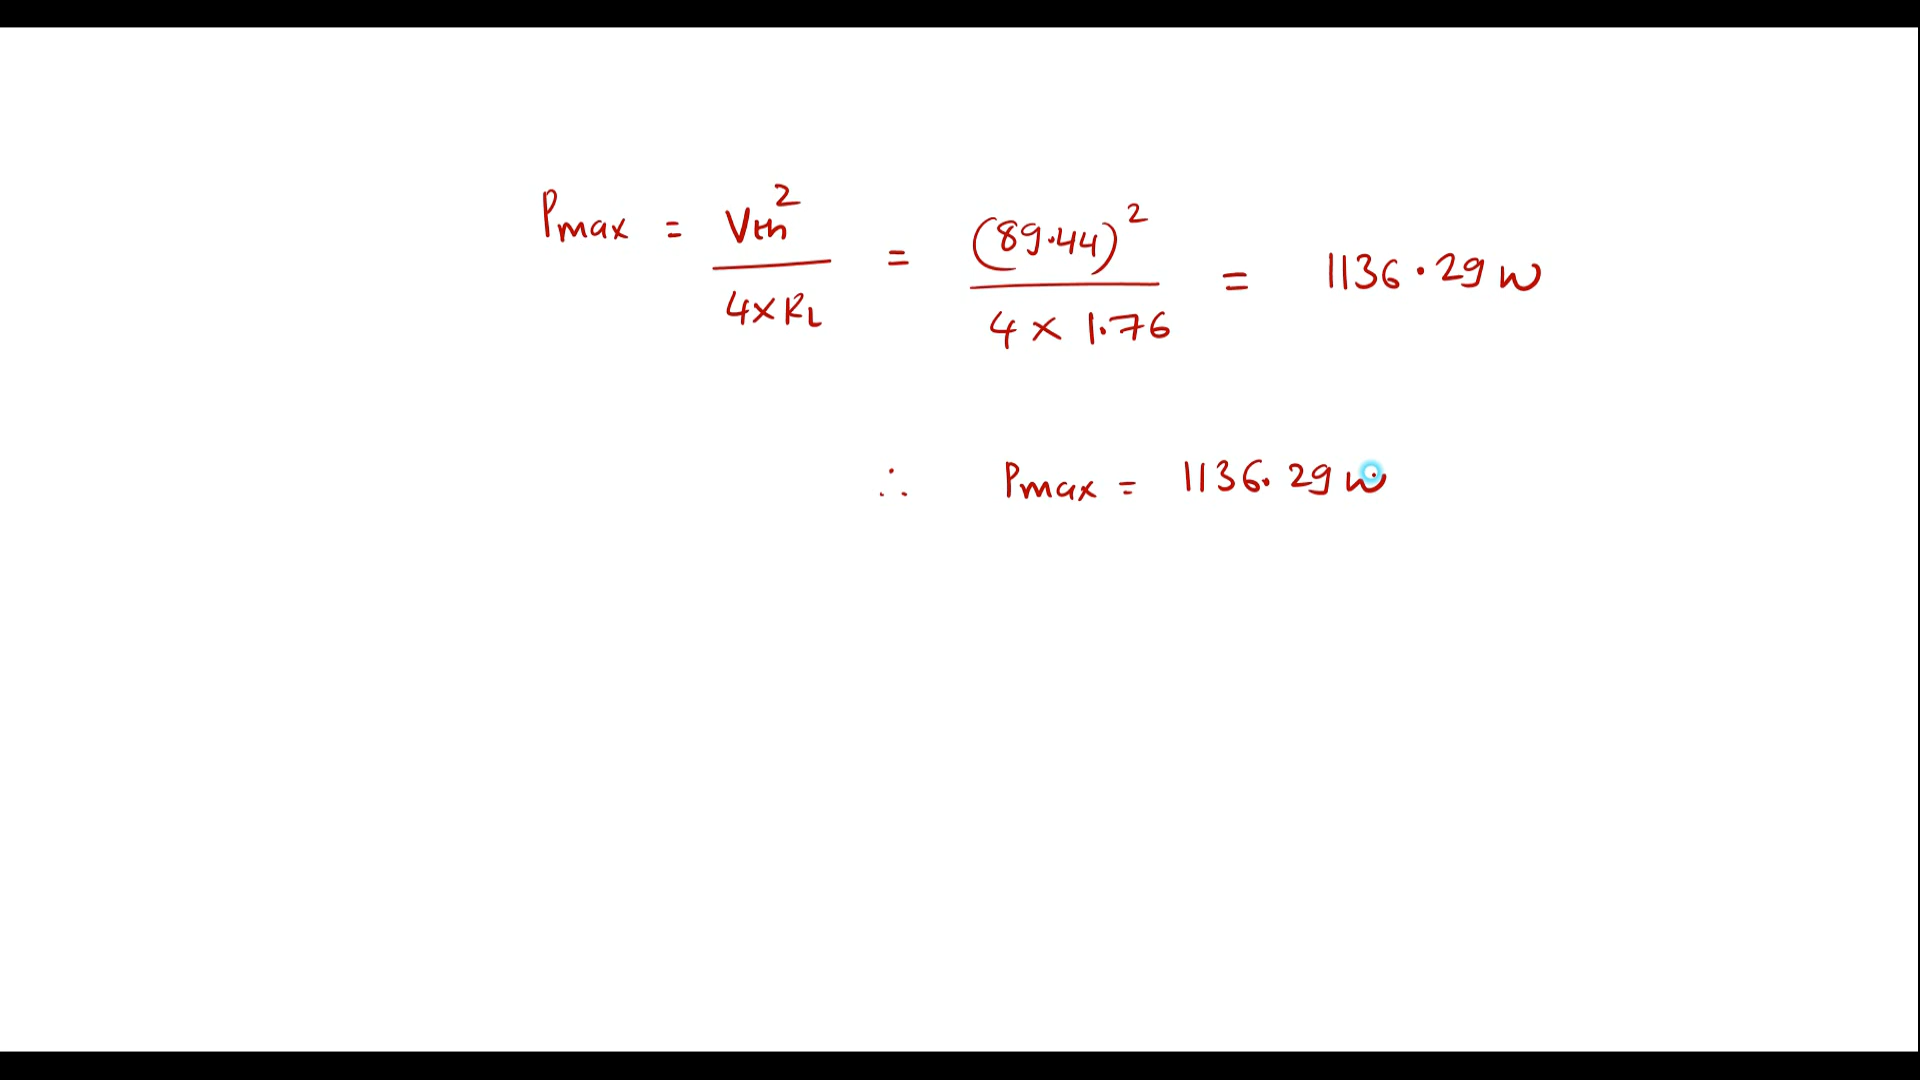 Pmax = Vth² / 4×RL = (89.44)² / 4 × 1.76 = 1136.29 w
∴ Pmax = 1136.29 w